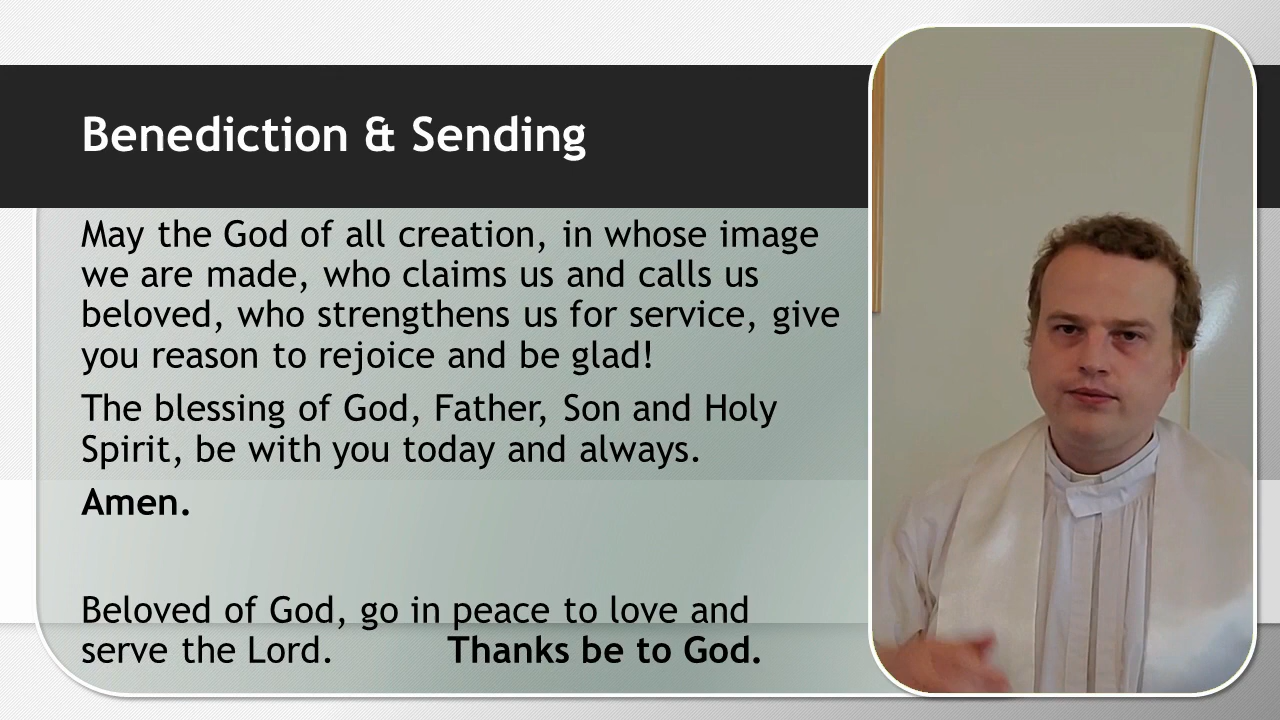 Benediction & Sending
May the God of all creation, in whose image
we are made, who claims us and calls us
beloved, who strengthens us for service, give
you reason to rejoice and be glad!
The blessing of God, Father, Son and Holy
Spirit, be with you today and always.
Amen.
Beloved of God, go in peace to love and
serve the Lord. Thanks be to God.